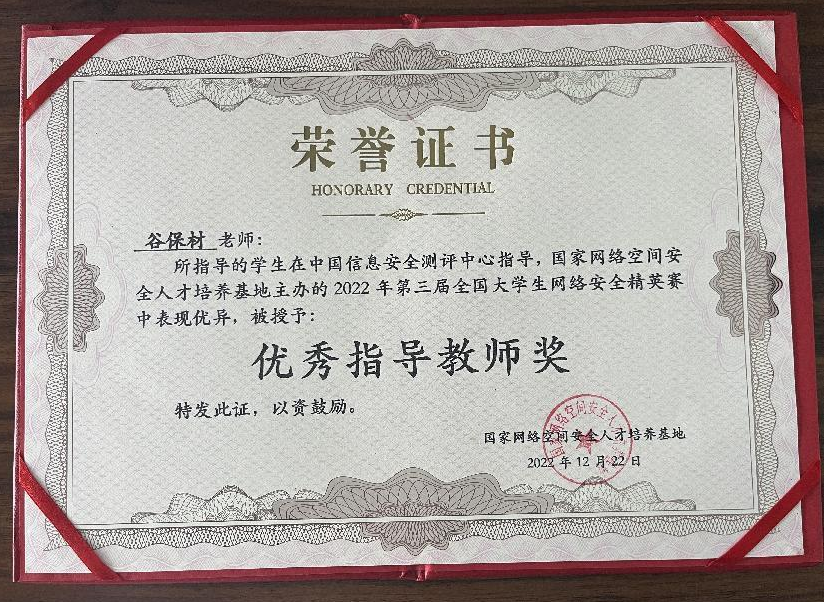 荣誉证书
HONORARY CREDENTIAL
谷保材 老师:
所指导的学生在中国信息安全测评中心指导，国家网络空间安
全人才培养基地主办的 2022 年第三届全国大学生网络安全精英赛
中表现优异，被授予:
优秀指导教师奖
特发此证，以资鼓励。
国家网络空间安全人才培养基地
2022 年 12 月 22 日